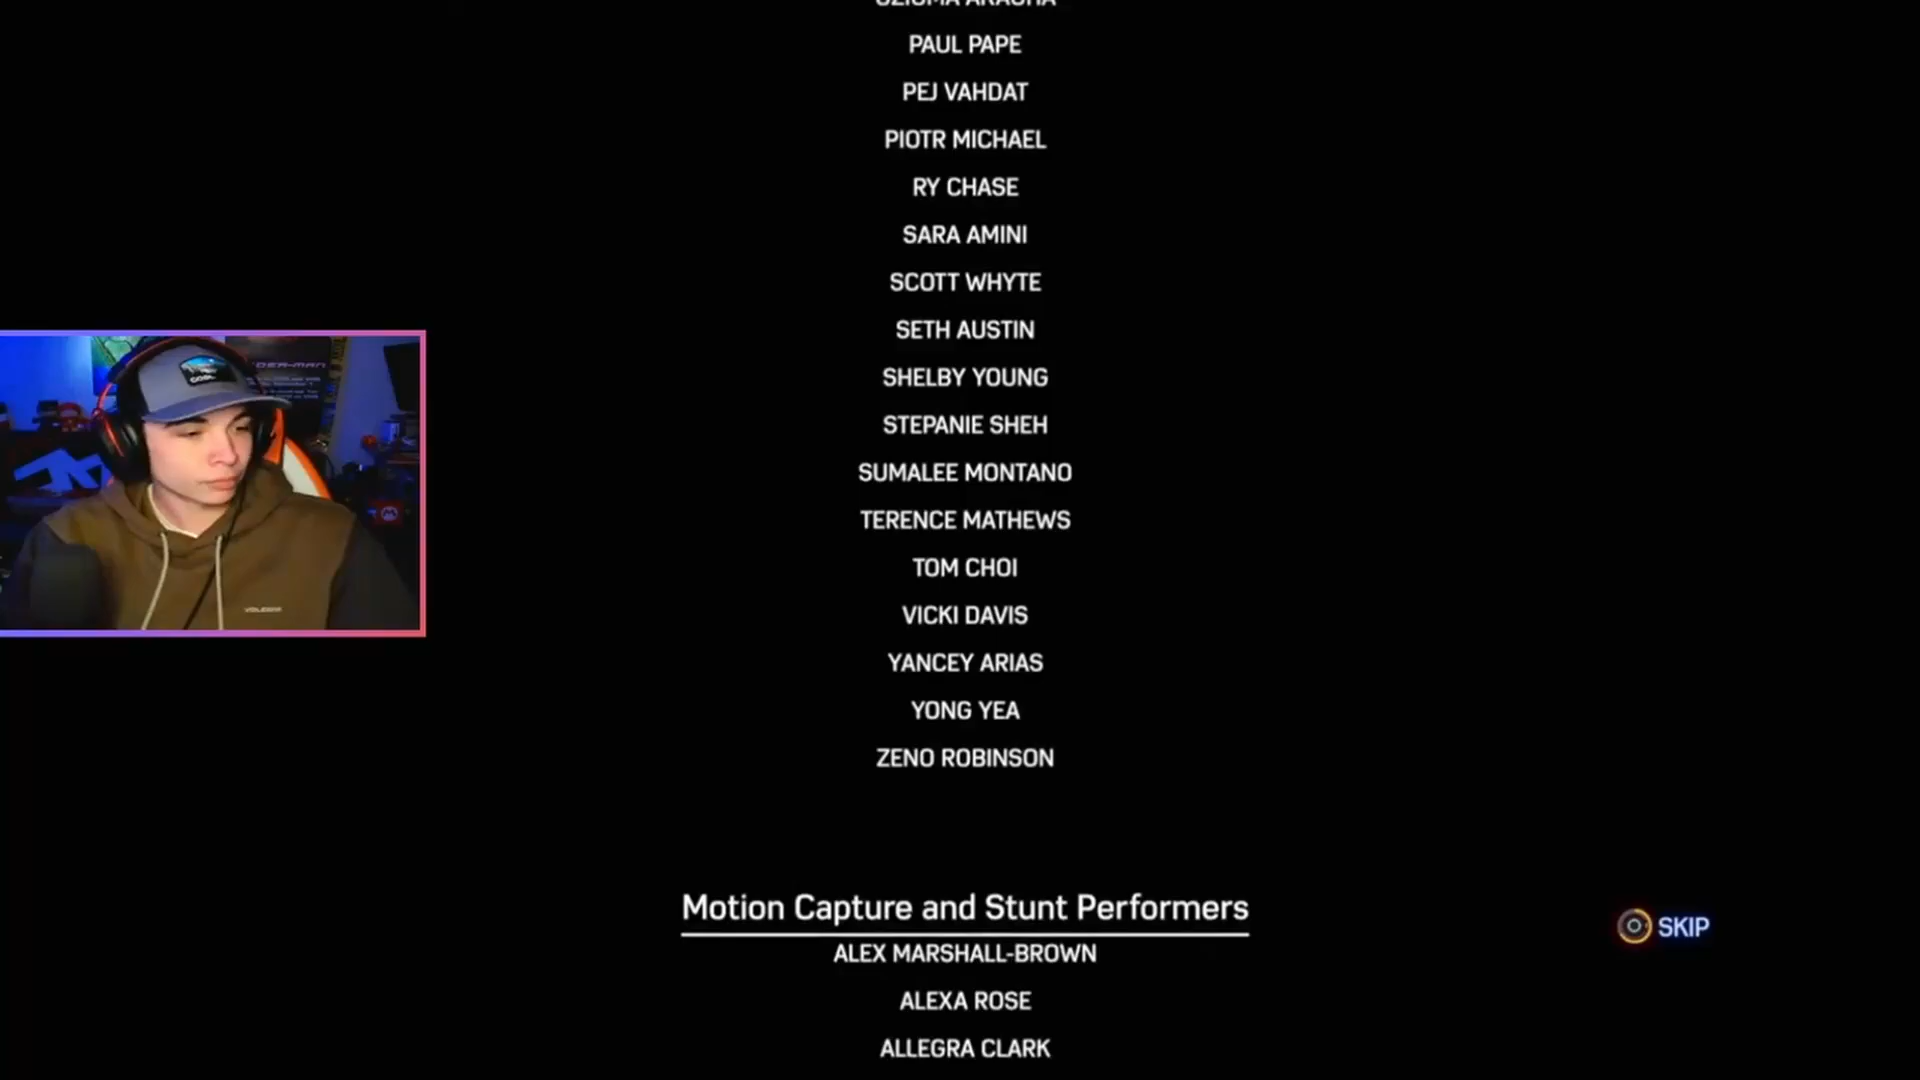 PAUL PAPE
PEJ VAHDAT
PIOTR MICHAEL
RY CHASE
SARA AMINI
SCOTT WHYTE
SETH AUSTIN
SHELBY YOUNG
STEPANIE SHEH
SUMALEE MONTANO
TERENCE MATHEWS
TOM CHOI
VICKI DAVIS
YANCEY ARIAS
YONG YEA
ZENO ROBINSON
Motion Capture and Stunt Performers
ALEX MARSHALL-BROWN
ALEXA ROSE
ALLEGRA CLARK
SKIP